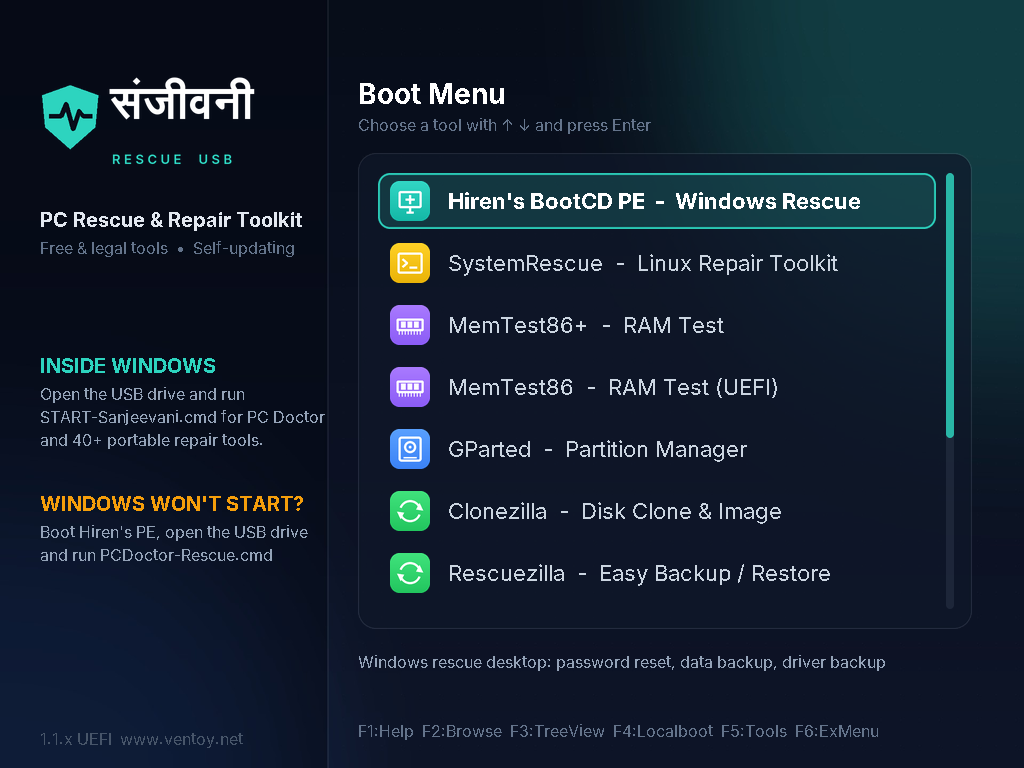 संजीवनी
RESCUE USB
PC Rescue & Repair Toolkit
Free & legal tools • Self-updating
INSIDE WINDOWS
Open the USB drive and run
START-Sanjeevani.cmd for PC Doctor
and 40+ portable repair tools.
WINDOWS WON'T START?
Boot Hiren's PE, open the USB drive
and run PCDoctor-Rescue.cmd
1.1.x UEFI www.ventoy.net
Boot Menu
Choose a tool with ↑ ↓ and press Enter
Hiren's BootCD PE - Windows Rescue
SystemRescue - Linux Repair Toolkit
MemTest86+ - RAM Test
MemTest86 - RAM Test (UEFI)
GParted - Partition Manager
Clonezilla - Disk Clone & Image
Rescuezilla - Easy Backup / Restore
Windows rescue desktop: password reset, data backup, driver backup
F1:Help F2:Browse F3:TreeView F4:Localboot F5:Tools F6:ExMenu